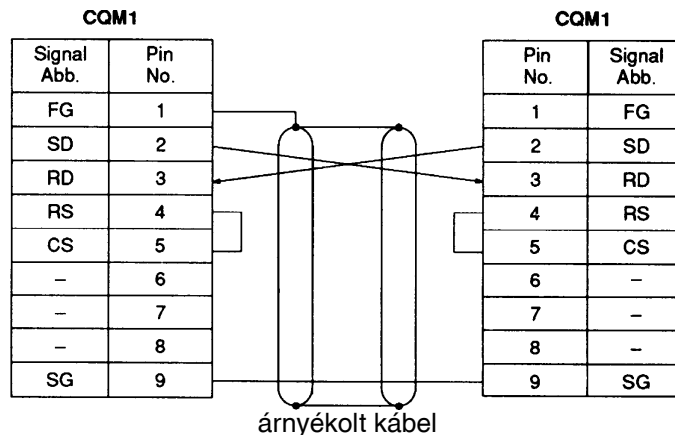 CQM1 CQM1
Signal Abb. Pin No. Pin No. Signal Abb.
FG 1 1 FG
SD 2 2 SD
RD 3 3 RD
RS 4 4 RS
CS 5 5 CS
– 6 6 –
– 7 7 –
– 8 8 –
SG 9 9 SG
árnyékolt kábel